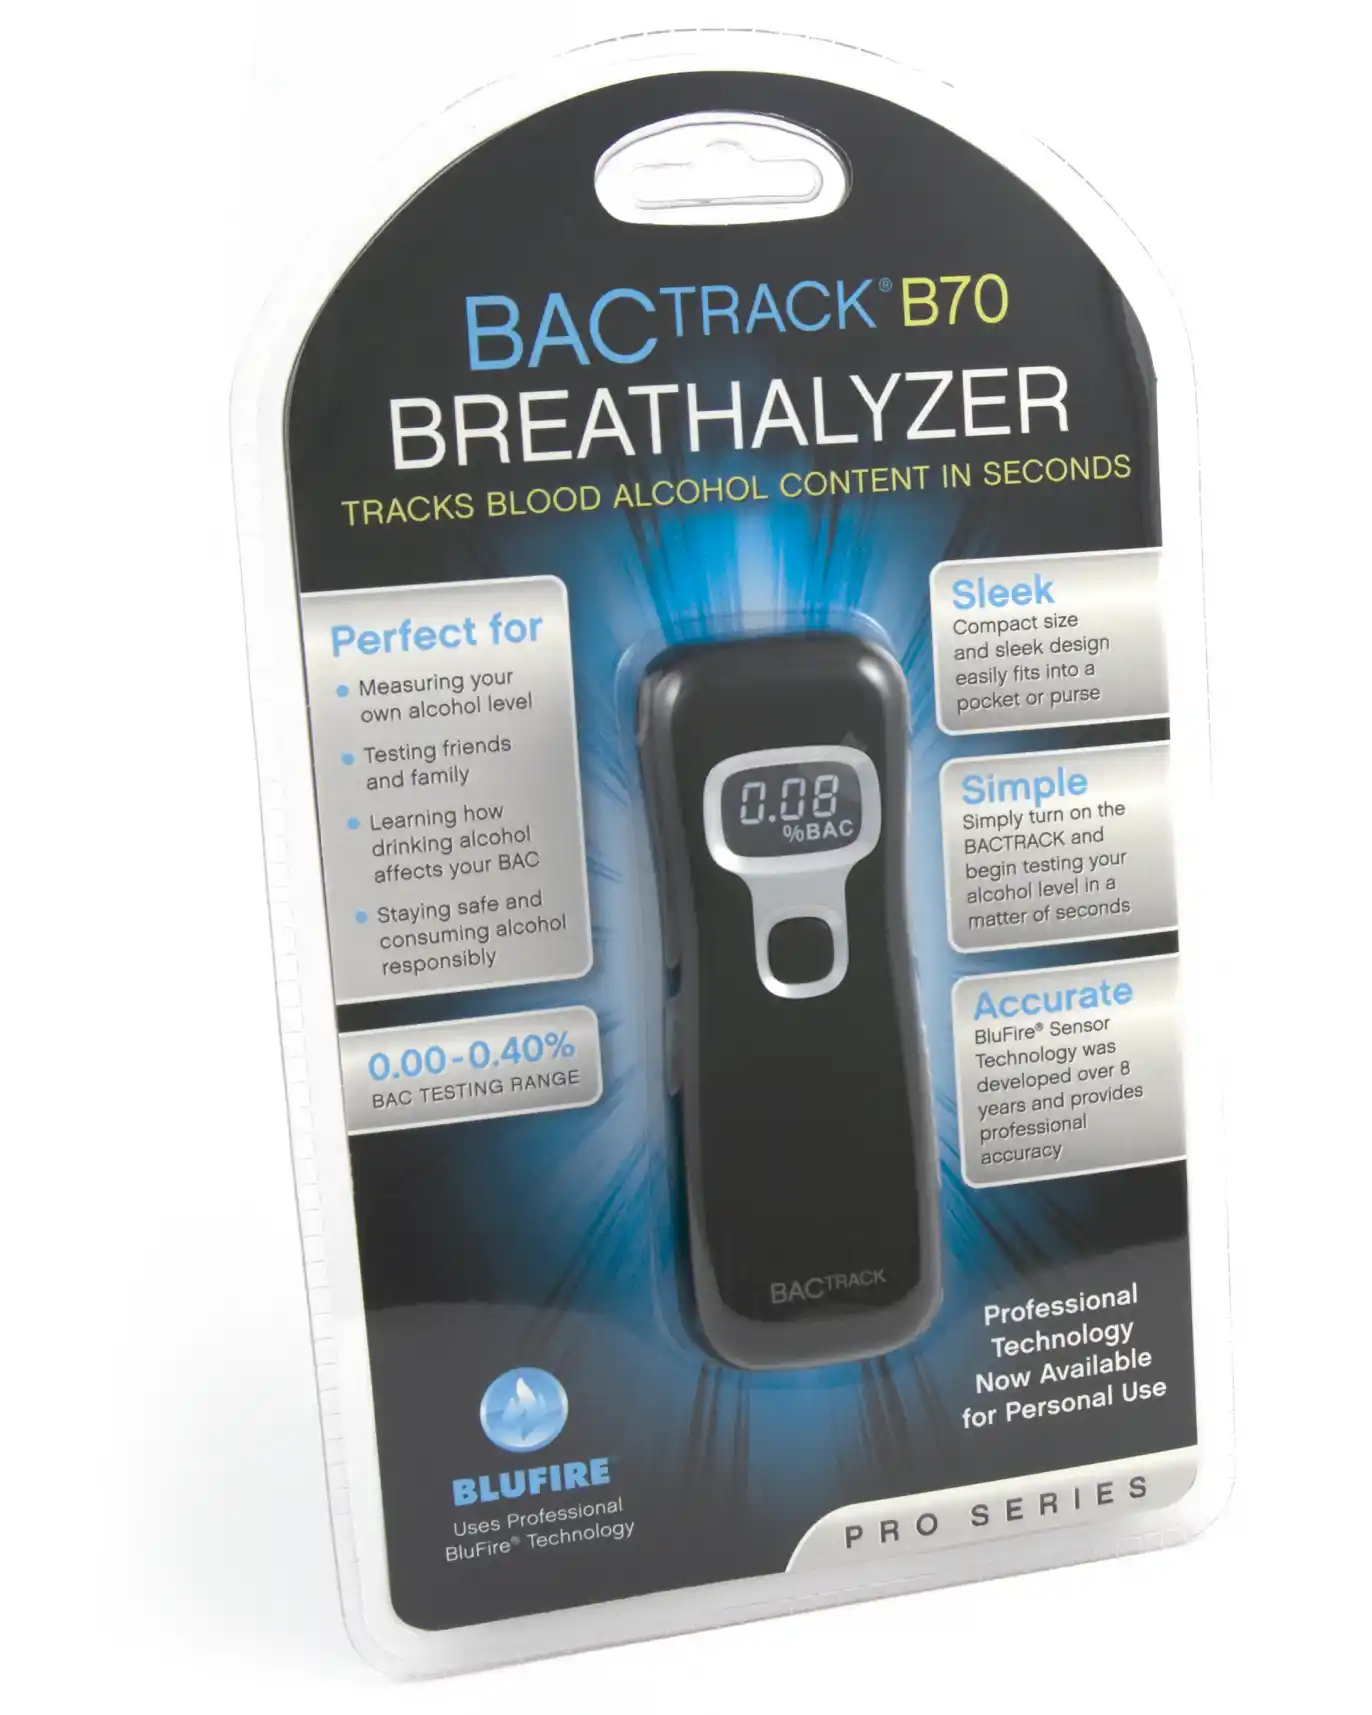 BACTRACK® B70
BREATHALYZER
TRACKS BLOOD ALCOHOL CONTENT IN SECONDS
Perfect for
• Measuring your
own alcohol level
• Testing friends
and family
• Learning how
drinking alcohol
affects your BAC
• Staying safe and
consuming alcohol
responsibly
0.00-0.40%
BAC TESTING RANGE
0.08
%BAC
BACTRACK
Sleek
Compact size
and sleek design
easily fits into a
pocket or purse
Simple
Simply turn on the
BACTRACK and
begin testing your
alcohol level in a
matter of seconds
Accurate
BluFire® Sensor
Technology was
developed over 8
years and provides
professional
accuracy
Professional
Technology
Now Available
for Personal Use
BLUFIRE
Uses Professional
BluFire® Technology
PRO SERIES